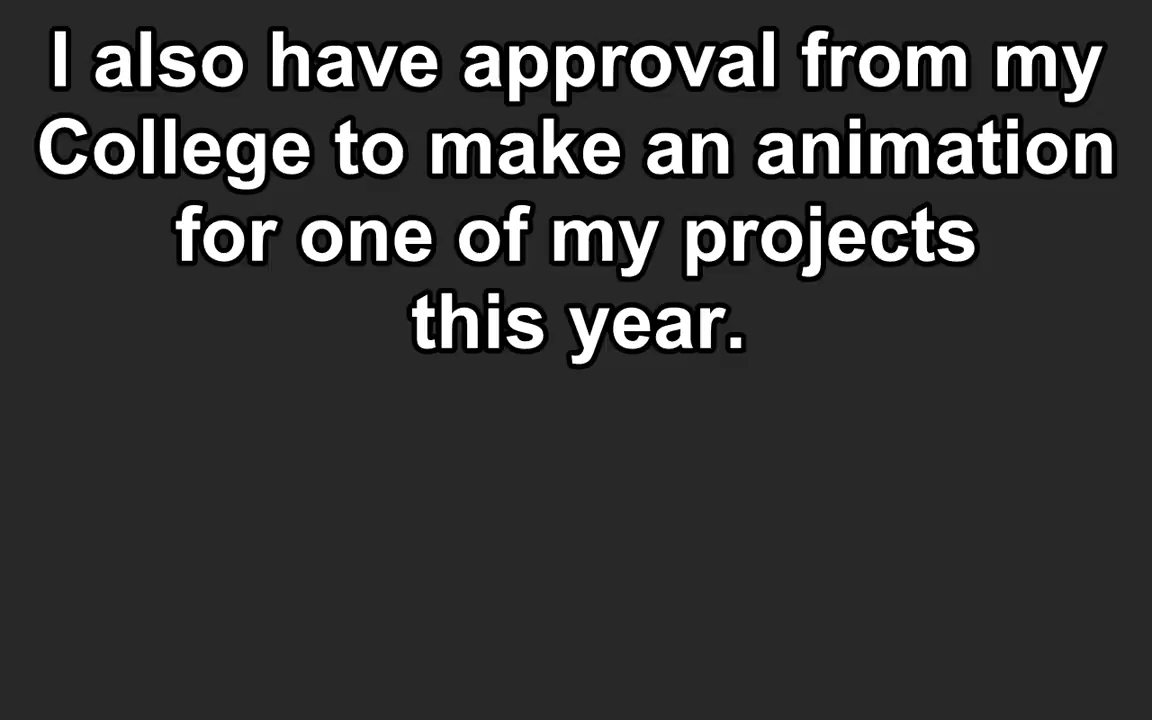 I also have approval from my
College to make an animation
for one of my projects
this year.